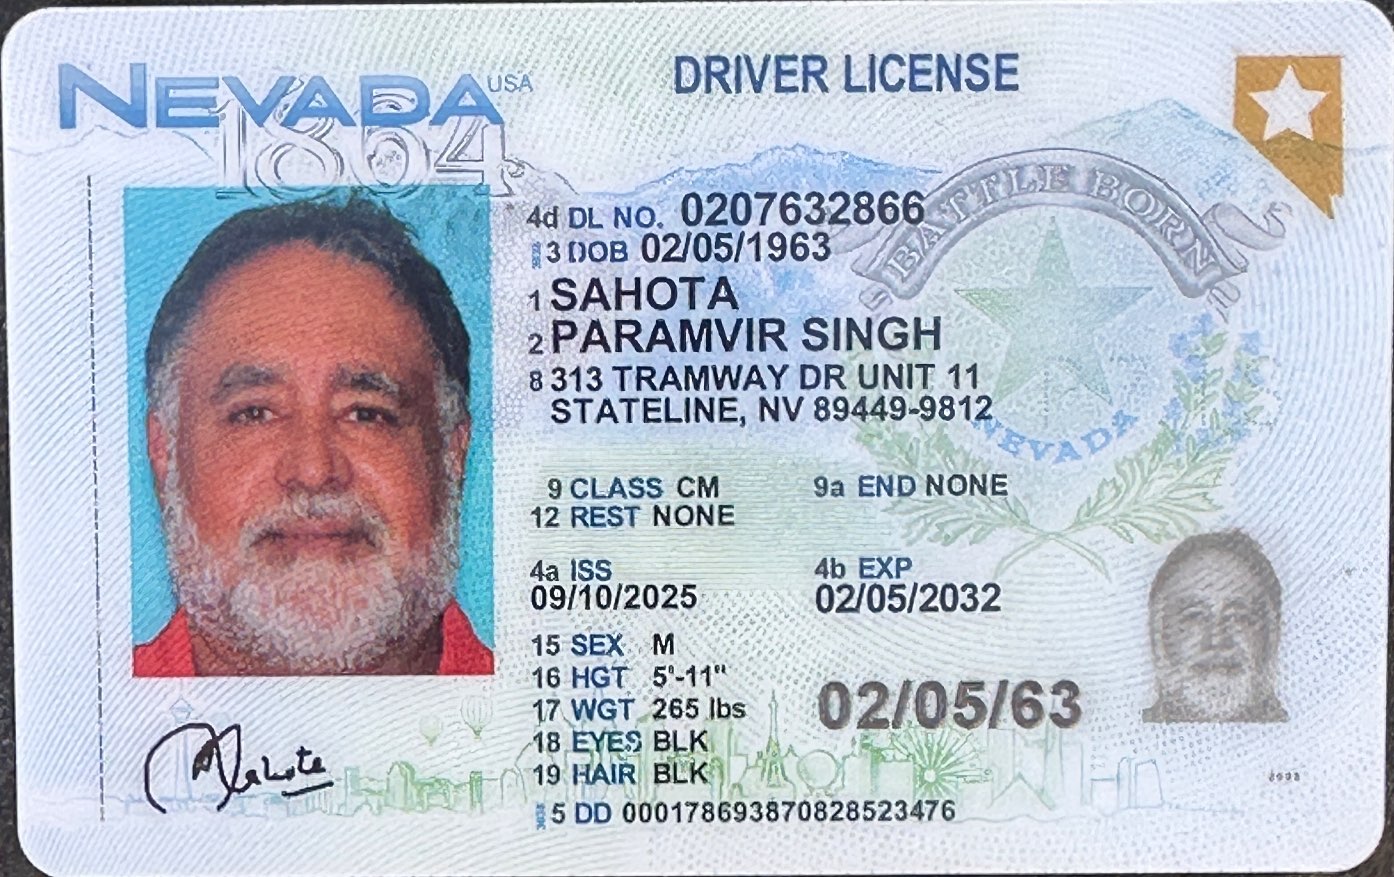 NEVADA USA
1864
DRIVER LICENSE
BATTLE BORN
4d DL NO. 0207632866
3 DOB 02/05/1963
1 SAHOTA
2 PARAMVIR SINGH
8 313 TRAMWAY DR UNIT 11
STATELINE, NV 89449-9812
NEVADA
9 CLASS CM 9a END NONE
12 REST NONE
4a ISS 4b EXP
09/10/2025 02/05/2032
15 SEX M
16 HGT 5'-11"
17 WGT 265 lbs
18 EYES BLK
19 HAIR BLK
02/05/63
5 DD 000178693870828523476